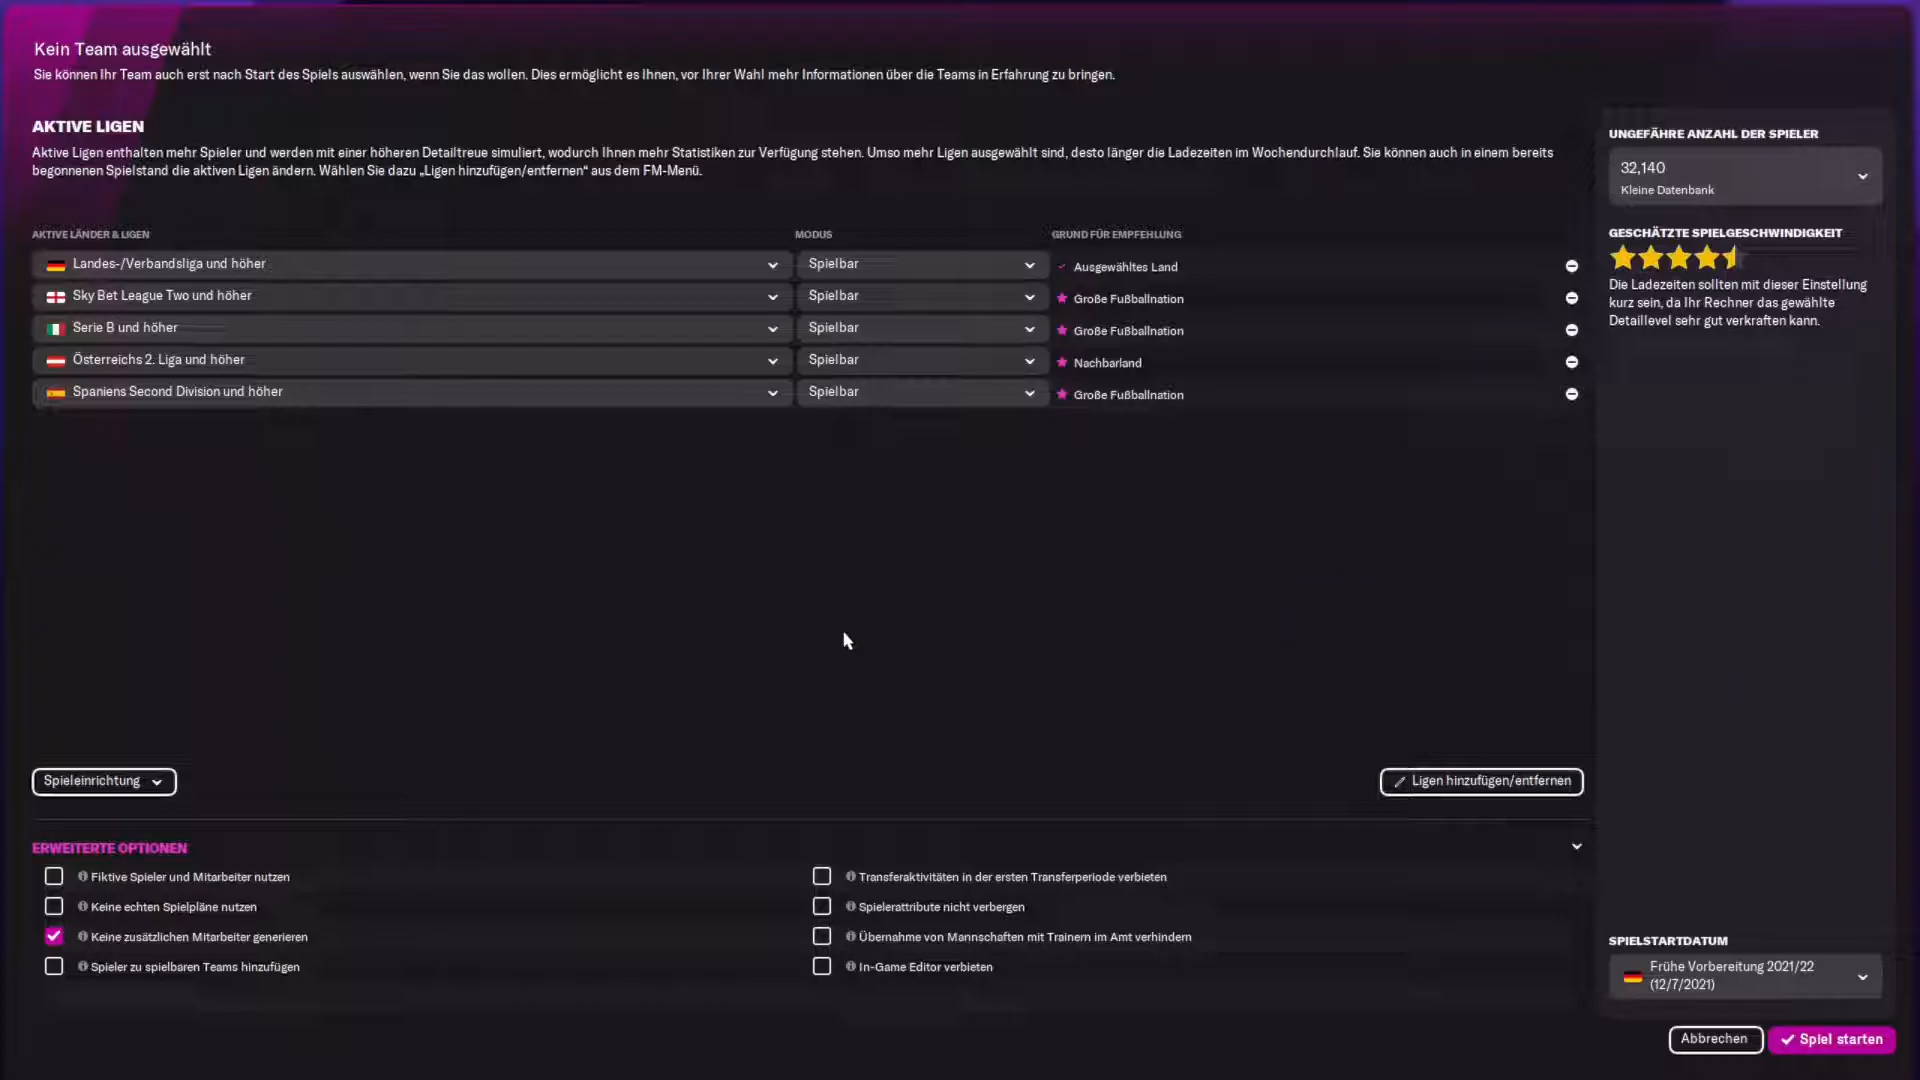 Kein Team ausgewählt
Sie können Ihr Team auch erst nach Start des Spiels auswählen, wenn Sie das wollen. Dies ermöglicht es Ihnen, vor Ihrer Wahl mehr Informationen über die Teams in Erfahrung zu bringen.
AKTIVE LIGEN
Aktive Ligen enthalten mehr Spieler und werden mit einer höheren Detailtreue simuliert, wodurch Ihnen mehr Statistiken zur Verfügung stehen. Umso mehr Ligen ausgewählt sind, desto länger die Ladezeiten im Wochendurchlauf. Sie können auch in einem bereits
begonnenen Spielstand die aktiven Ligen ändern. Wählen Sie dazu „Ligen hinzufügen/entfernen“ aus dem FM-Menü.
AKTIVE LÄNDER & LIGEN MODUS GRUND FÜR EMPFEHLUNG
Landes-/Verbandsliga und höher Spielbar Ausgewähltes Land
Sky Bet League Two und höher Spielbar Große Fußballnation
Serie B und höher Spielbar Große Fußballnation
Österreichs 2. Liga und höher Spielbar Nachbarland
Spaniens Second Division und höher Spielbar Große Fußballnation
Spieleinrichtung Ligen hinzufügen/entfernen
ERWEITERTE OPTIONEN
Fiktive Spieler und Mitarbeiter nutzen
Keine echten Spielpläne nutzen
Keine zusätzlichen Mitarbeiter generieren
Spieler zu spielbaren Teams hinzufügen
Transferaktivitäten in der ersten Transferperiode verbieten
Spielerattribute nicht verbergen
Übernahme von Mannschaften mit Trainern im Amt verhindern
In-Game Editor verbieten
UNGEFÄHRE ANZAHL DER SPIELER
32,140
Kleine Datenbank
GESCHÄTZTE SPIELGESCHWINDIGKEIT
Die Ladezeiten sollten mit dieser Einstellung
kurz sein, da Ihr Rechner das gewählte
Detaillevel sehr gut verkraften kann.
SPIELSTARTDATUM
Frühe Vorbereitung 2021/22
(12/7/2021)
Abbrechen Spiel starten